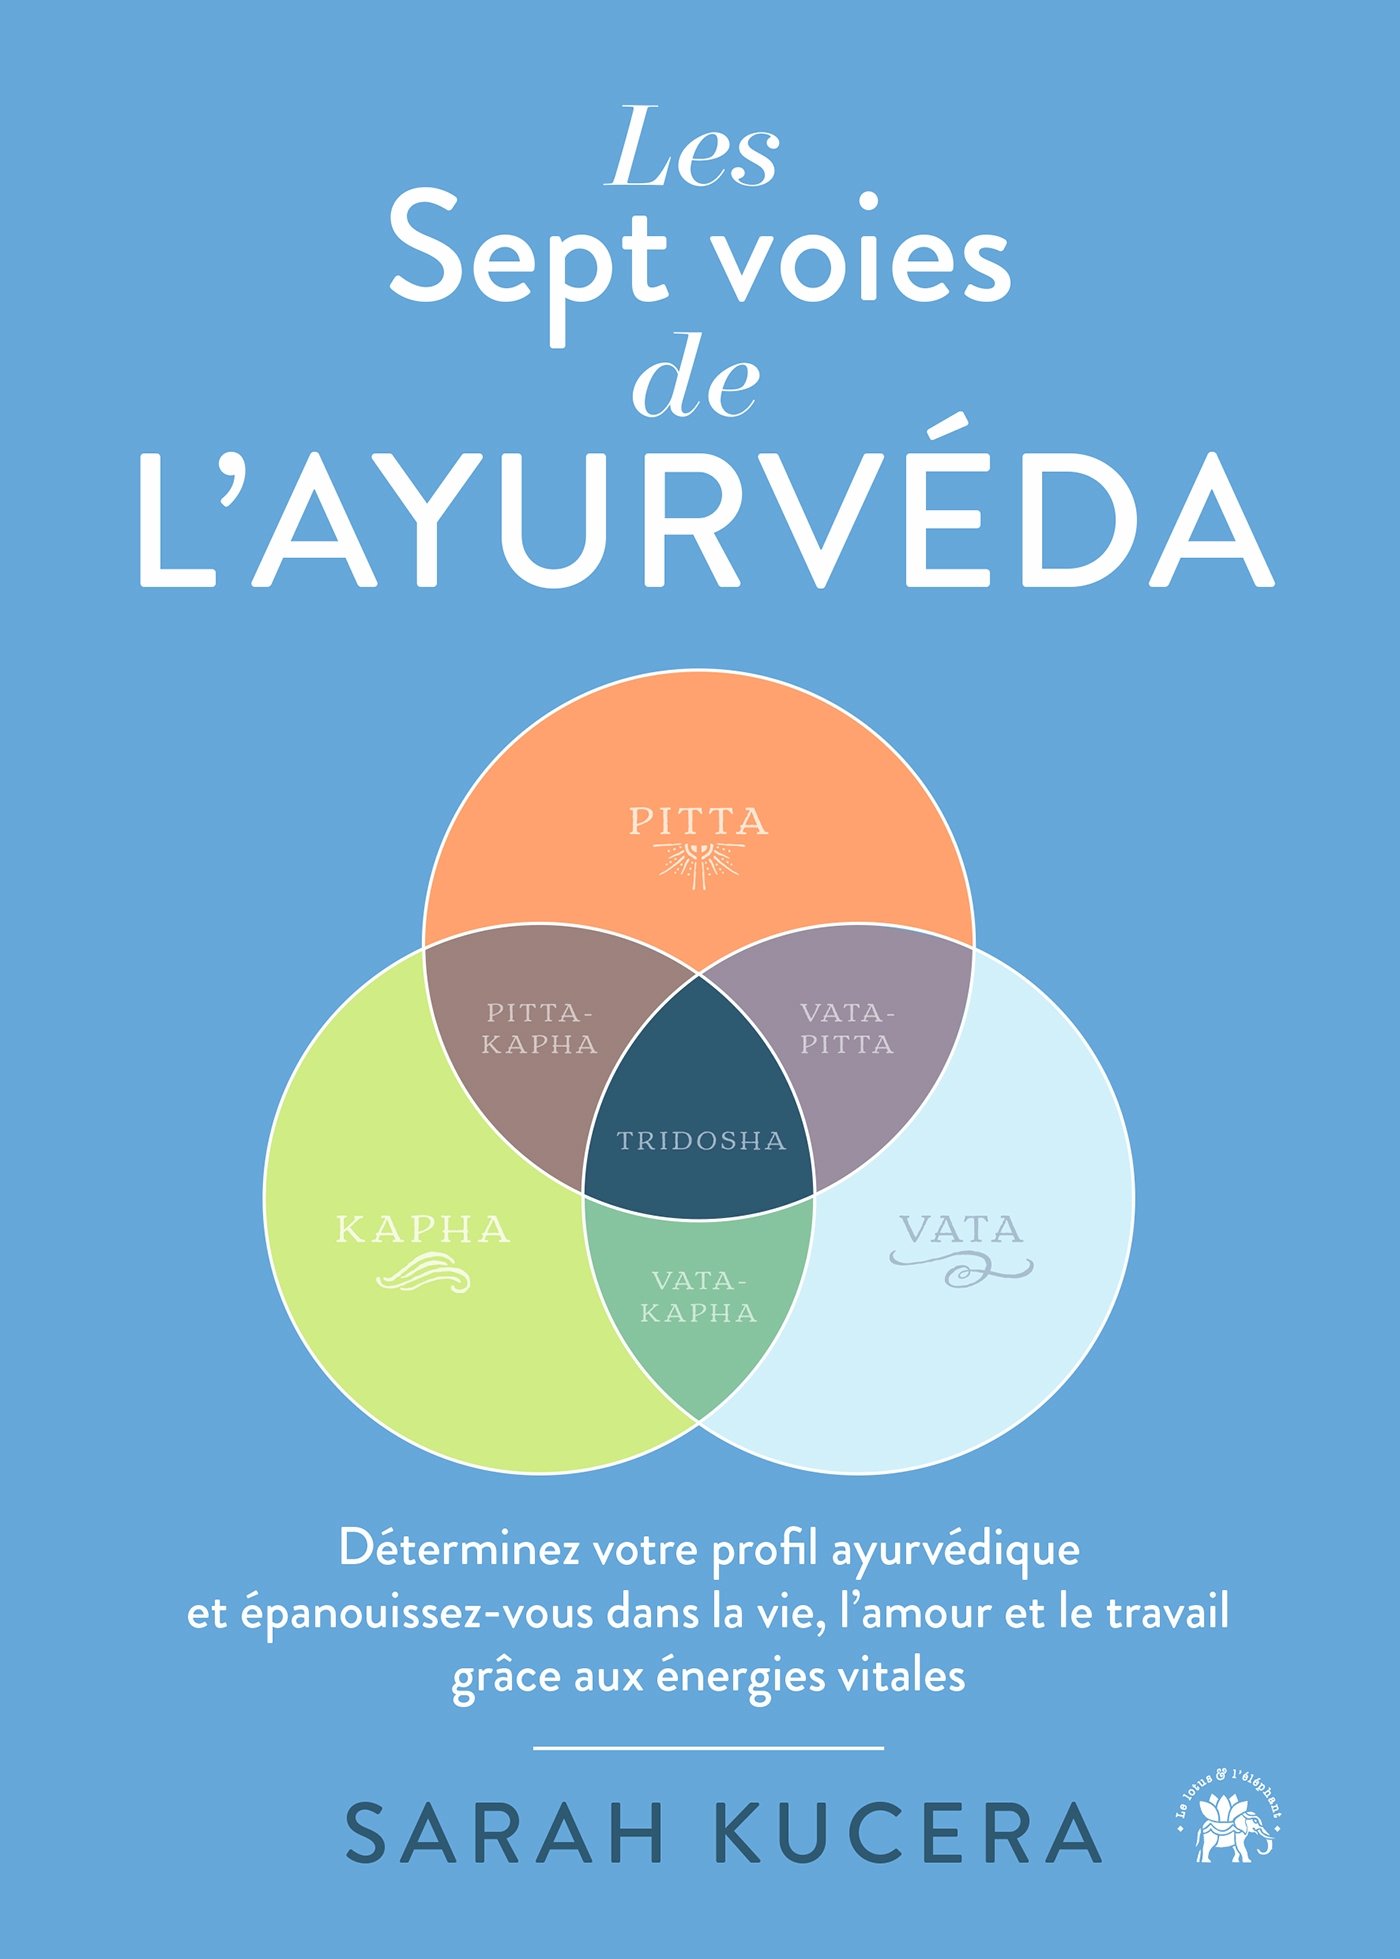 Les
Sept voies
de
L’AYURVÉDA
PITTA
PITTA-
KAPHA
VATA-
PITTA
TRIDOSHA
KAPHA
VATA
VATA-
KAPHA
Déterminez votre profil ayurvédique
et épanouissez-vous dans la vie, l’amour et le travail
grâce aux énergies vitales
SARAH KUCERA
Le lotus & l’éléphant